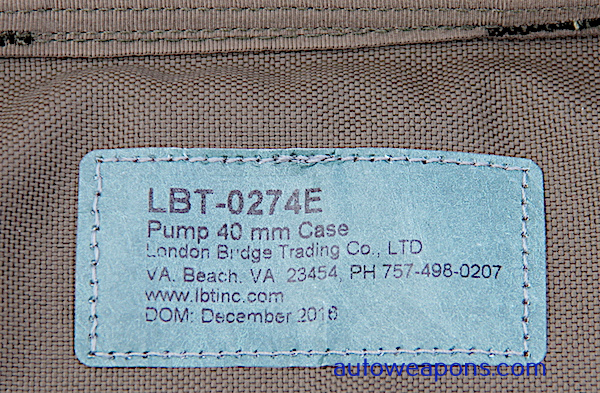 LBT-0274E
Pump 40 mm Case
London Bridge Trading Co., LTD
VA. Beach, VA 23454, PH 757-498-0207
www.lbtinc.com
DOM: December 2016
autoweapons.com